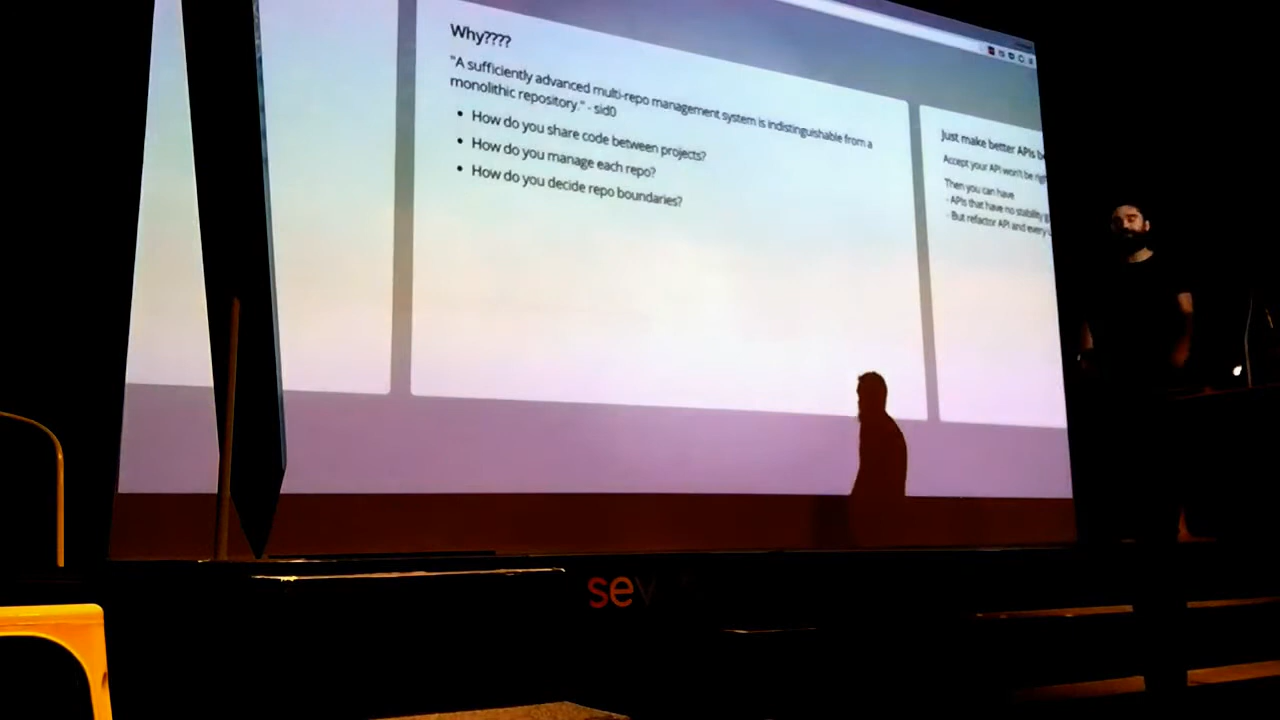 Why????
"A sufficiently advanced multi-repo management system is indistinguishable from a
monolithic repository." - sid0
• How do you share code between projects?
• How do you manage each repo?
• How do you decide repo boundaries?
Just make better APIs
Accept your API won't be
Then you can have
- APIs that have no stability
- But refactor API and every
se